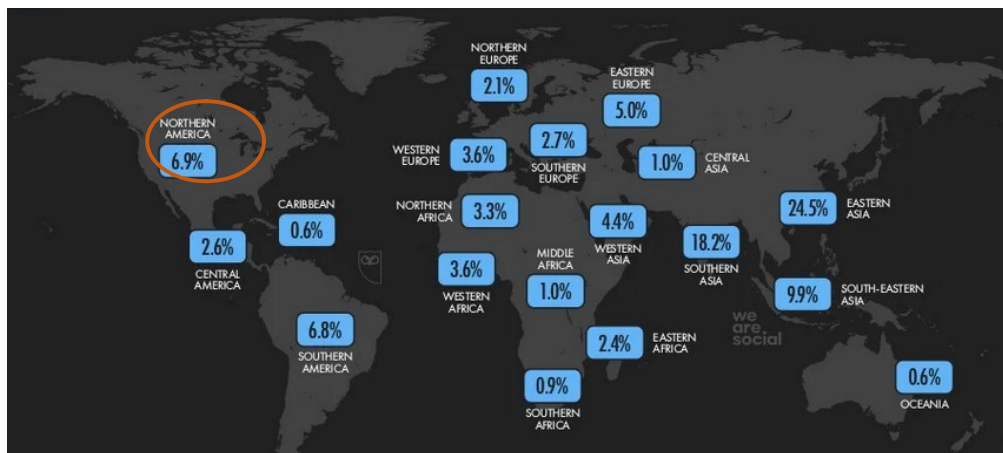 NORTHERN
EUROPE
2.1%
EASTERN
EUROPE
5.0%
NORTHERN
AMERICA
6.9%
WESTERN
EUROPE
3.6%
2.7%
SOUTHERN
EUROPE
1.0%
CENTRAL
ASIA
CARIBBEAN
0.6%
NORTHERN
AFRICA
3.3%
4.4%
WESTERN
ASIA
24.5%
EASTERN
ASIA
2.6%
CENTRAL
AMERICA
18.2%
SOUTHERN
ASIA
3.6%
WESTERN
AFRICA
MIDDLE
AFRICA
1.0%
9.9%
SOUTH-EASTERN
ASIA
6.8%
SOUTHERN
AMERICA
2.4%
EASTERN
AFRICA
we
are
social
0.9%
SOUTHERN
AFRICA
0.6%
OCEANIA